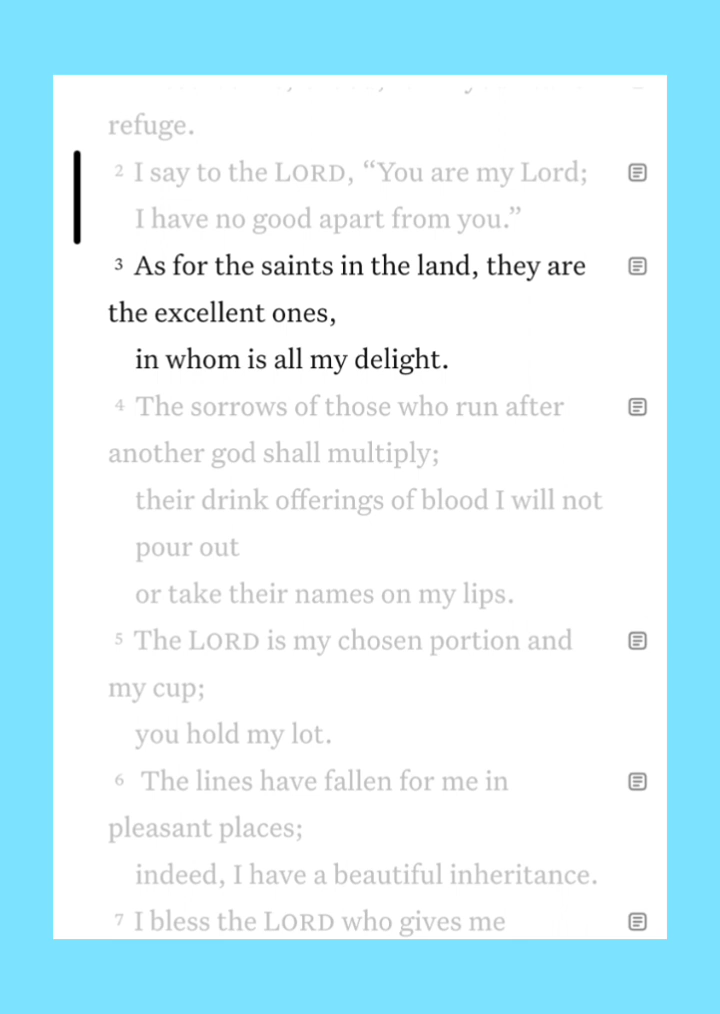 refuge.
2 I say to the LORD, “You are my Lord;
I have no good apart from you.”
3 As for the saints in the land, they are
the excellent ones,
in whom is all my delight.
4 The sorrows of those who run after
another god shall multiply;
their drink offerings of blood I will not
pour out
or take their names on my lips.
5 The LORD is my chosen portion and
my cup;
you hold my lot.
6 The lines have fallen for me in
pleasant places;
indeed, I have a beautiful inheritance.
7 I bless the LORD who gives me